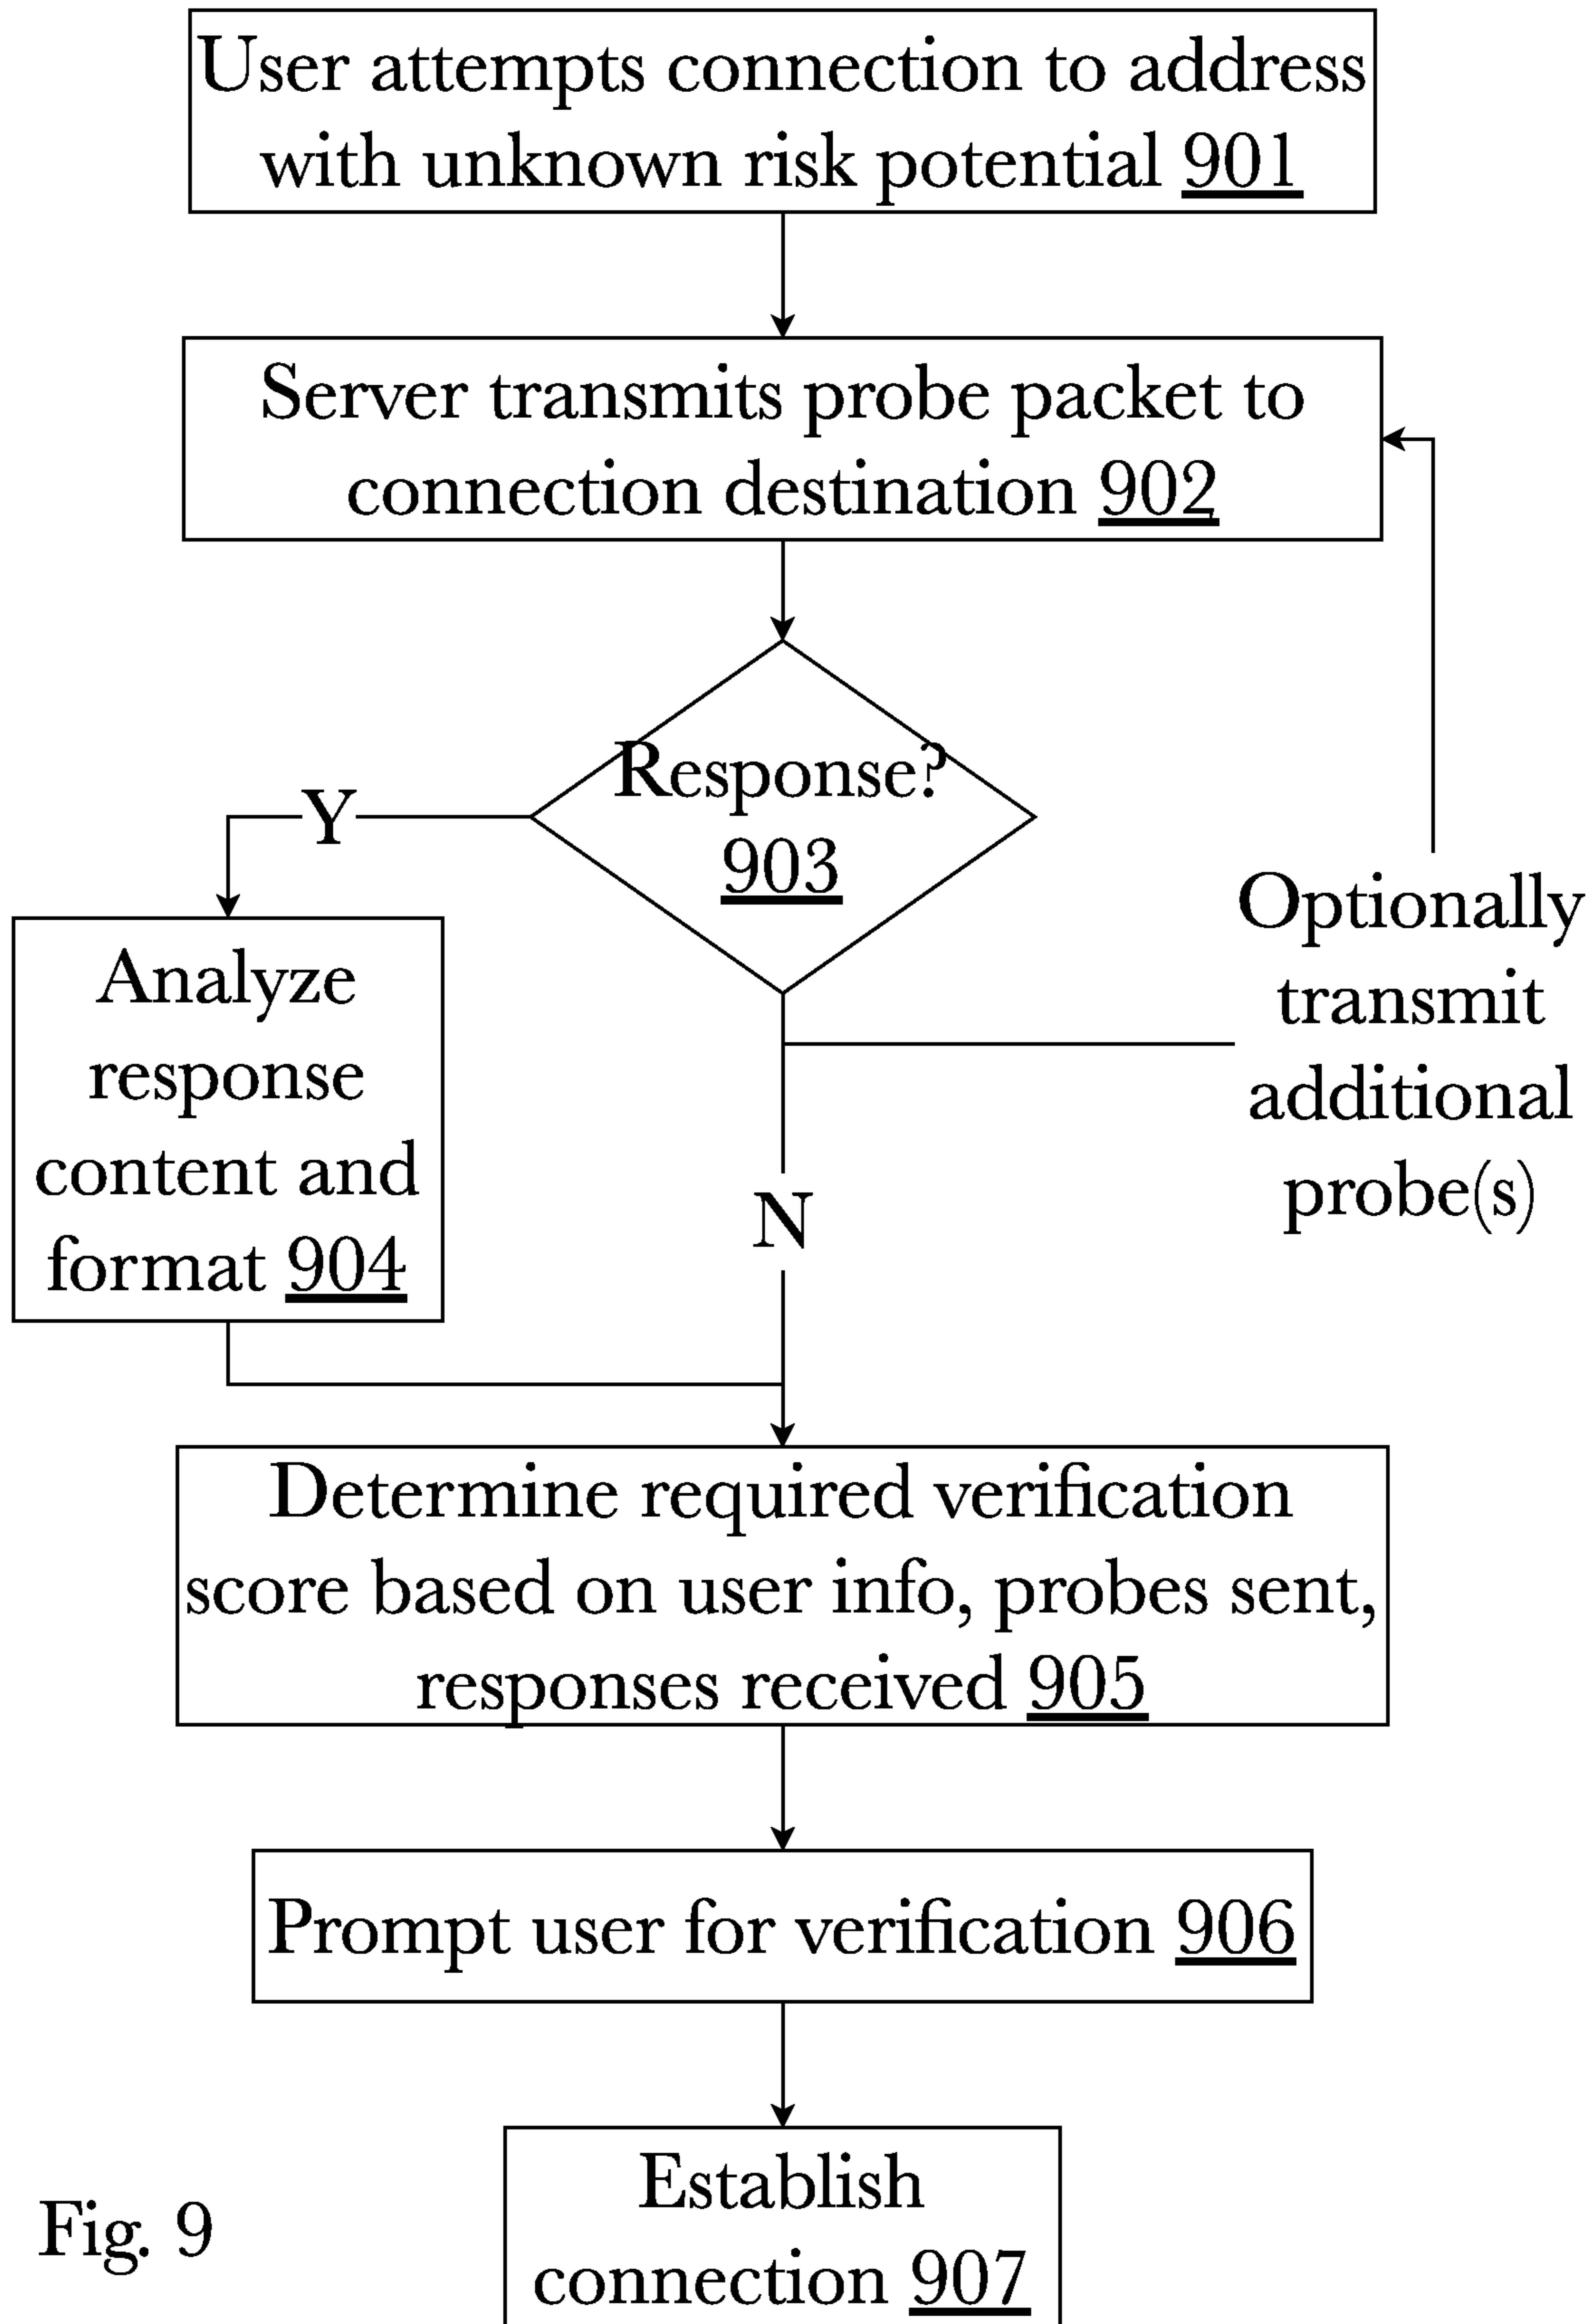 User attempts connection to address
with unknown risk potential 901
Server transmits probe packet to
connection destination 902
Response?
903
Y
Analyze
response
content and
format 904
N
Optionally
transmit
additional
probe(s)
Determine required verification
score based on user info, probes sent,
responses received 905
Prompt user for verification 906
Establish
connection 907
Fig. 9